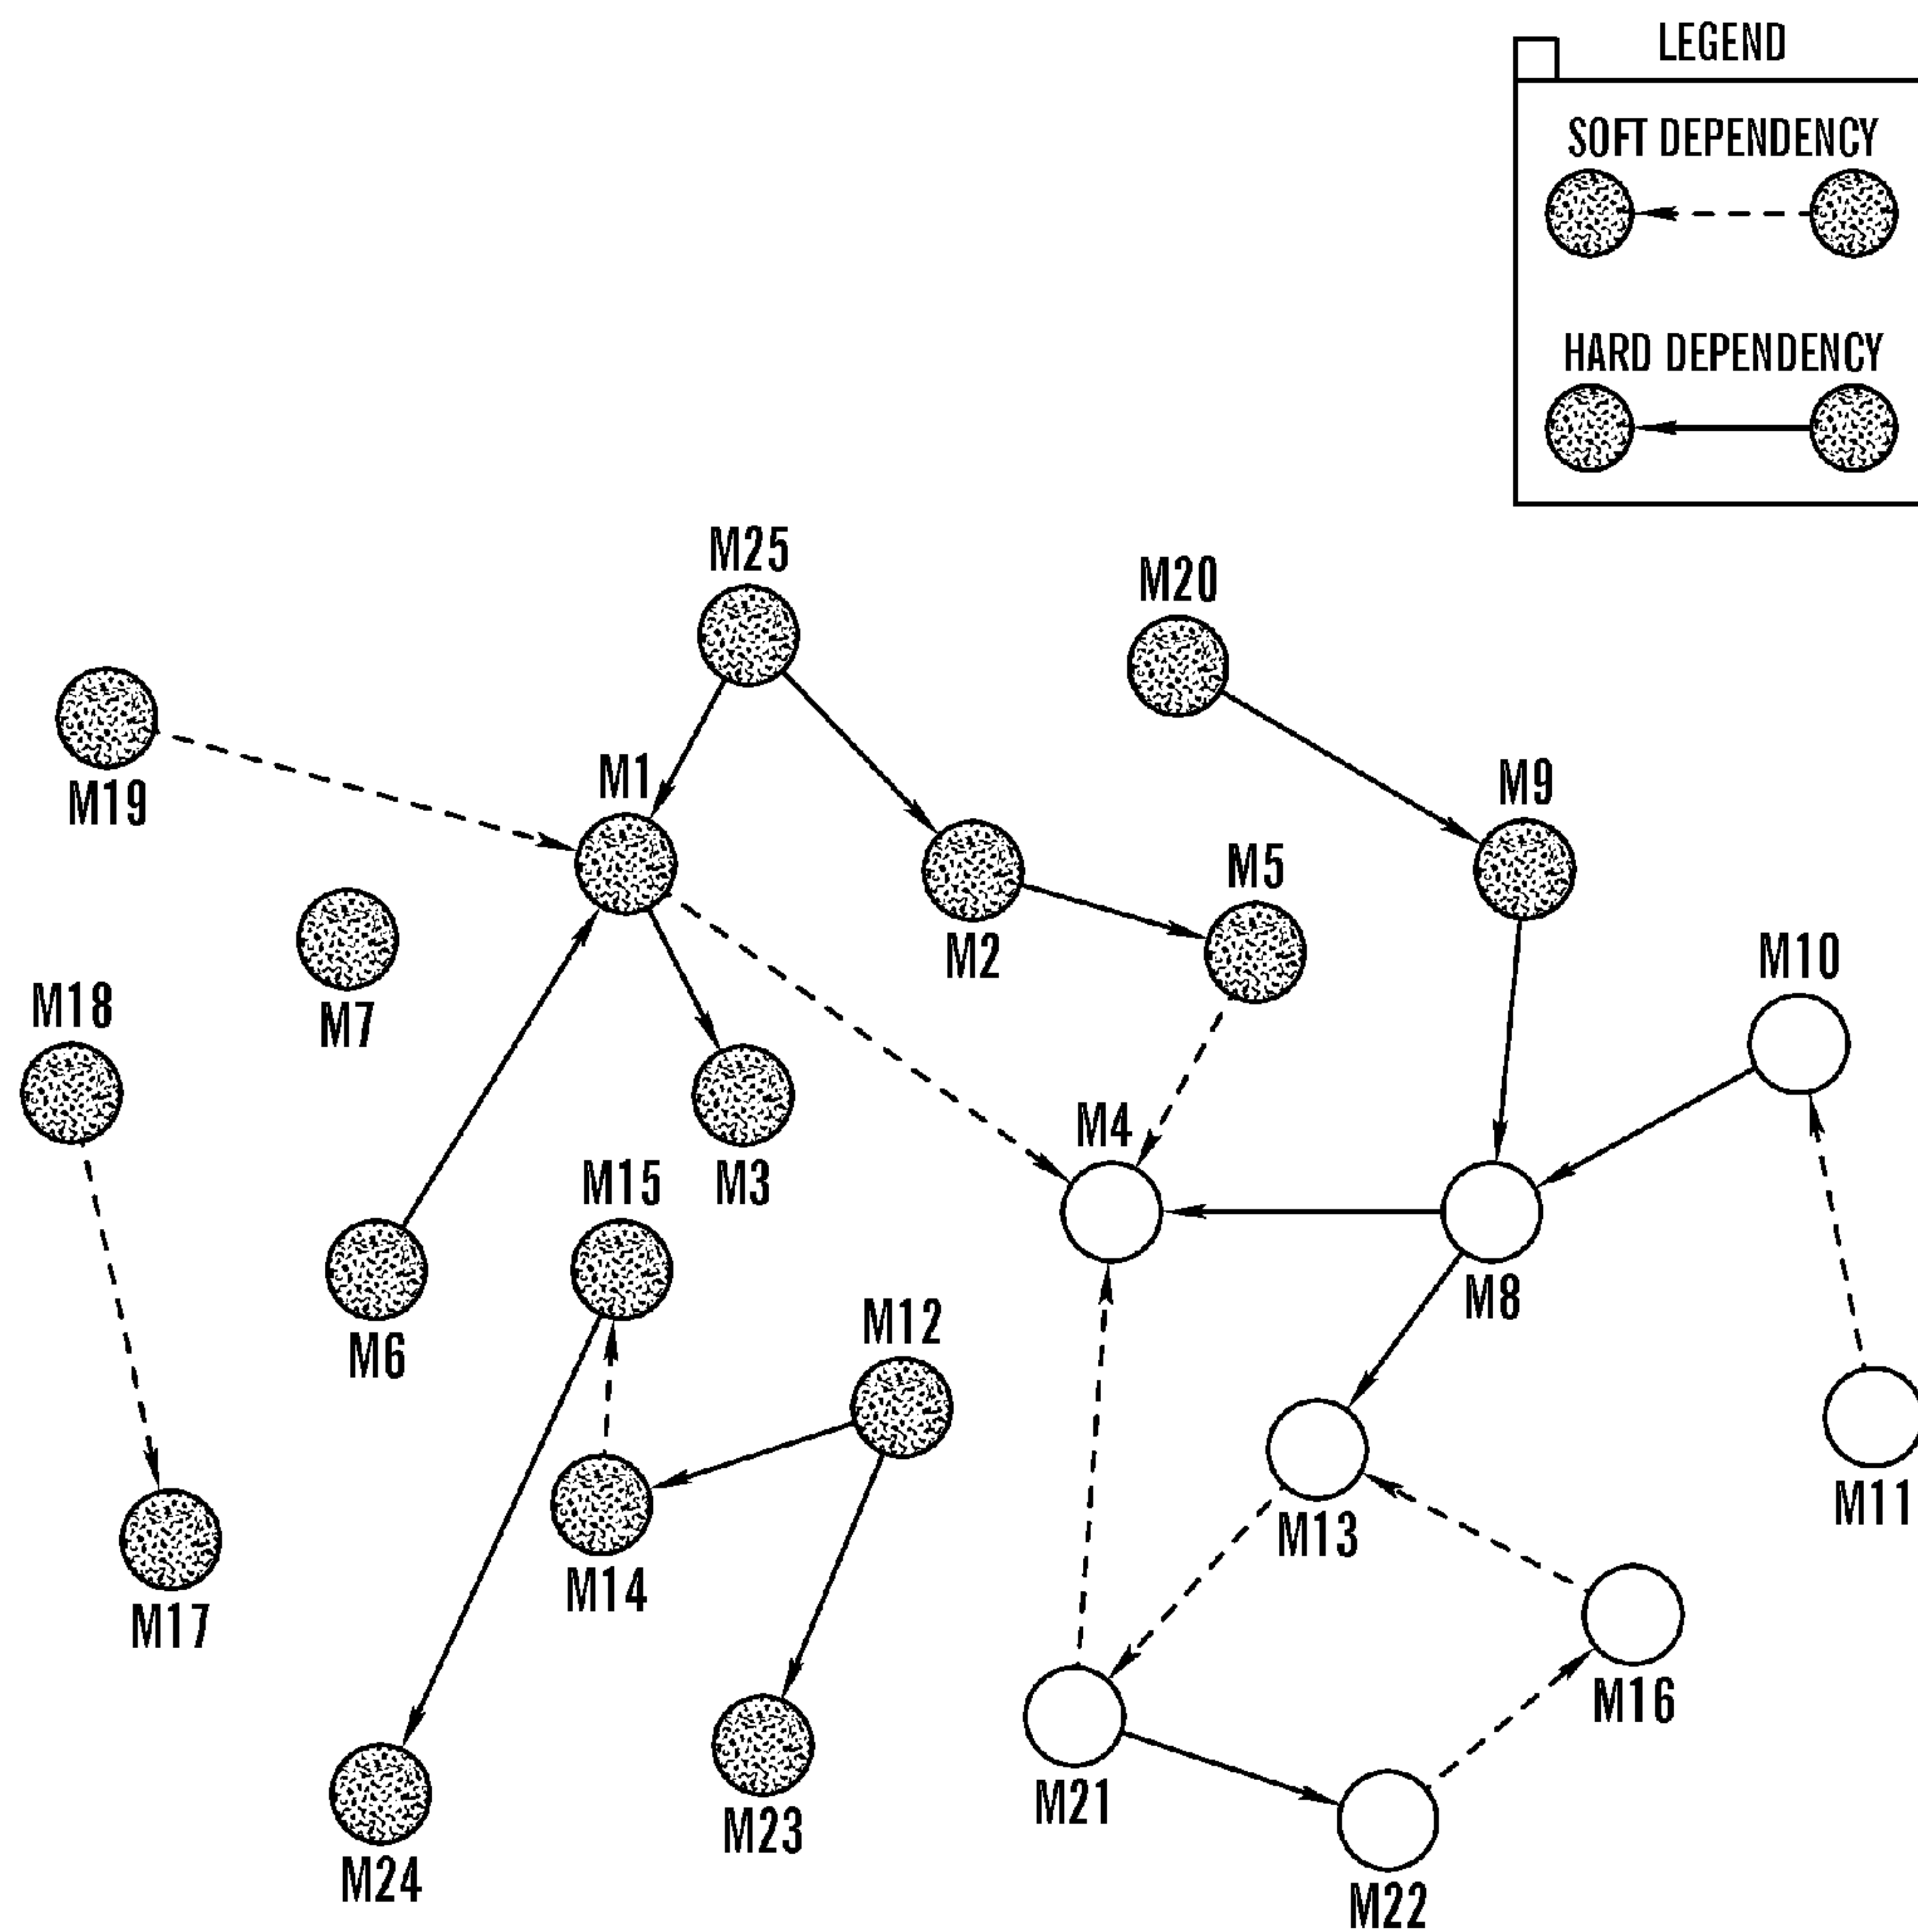 LEGEND
SOFT DEPENDENCY
HARD DEPENDENCY
M25
M20
M19
M1
M9
M5
M2
M10
M7
M18
M4
M15
M3
M8
M12
M6
M11
M13
M14
M17
M16
M21
M23
M24
M22